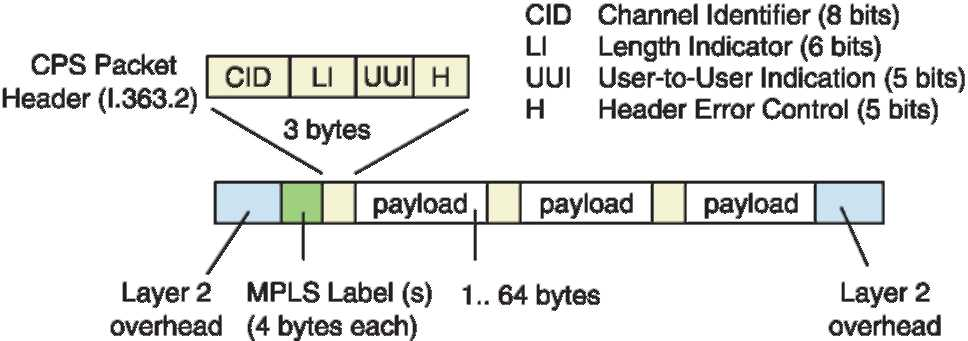 CID Channel Identifier (8 bits)
LI Length Indicator (6 bits)
UUI User-to-User Indication (5 bits)
H Header Error Control (5 bits)
CPS Packet
Header (I.363.2)
CID LI UUI H
3 bytes
payload payload payload
Layer 2
overhead
MPLS Label (s)
(4 bytes each)
1.. 64 bytes
Layer 2
overhead